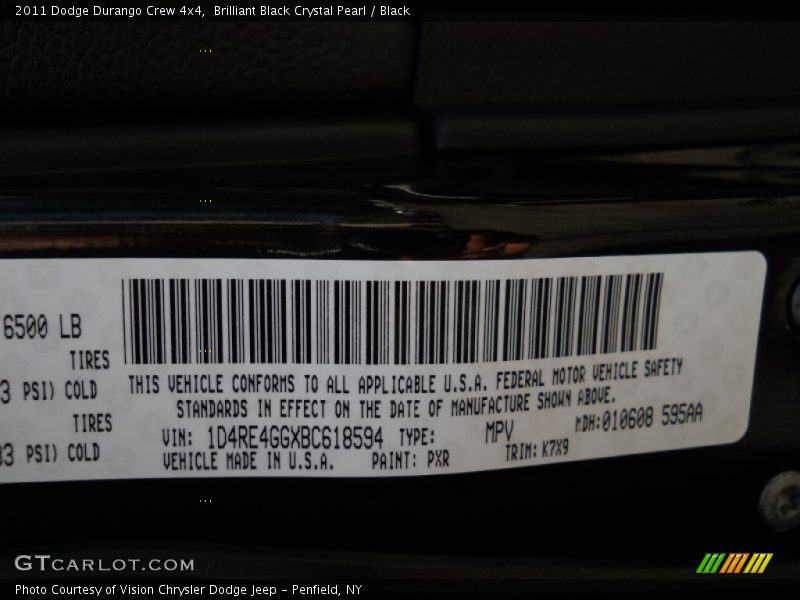 2011 Dodge Durango Crew 4x4,  Brilliant Black Crystal Pearl / Black
6500 LB
TIRES
3 PSI) COLD
THIS VEHICLE CONFORMS TO ALL APPLICABLE U.S.A. FEDERAL MOTOR VEHICLE SAFETY
STANDARDS IN EFFECT ON THE DATE OF MANUFACTURE SHOWN ABOVE.
TIRES
33 PSI) COLD
VIN: 1D4RE4GGXBC618594 TYPE: MPV MDH:010608 595AA
VEHICLE MADE IN U.S.A. PAINT: PXR TRIM: K7X9
GTCARLOT.COM
Photo Courtesy of Vision Chrysler Dodge Jeep – Penfield, NY